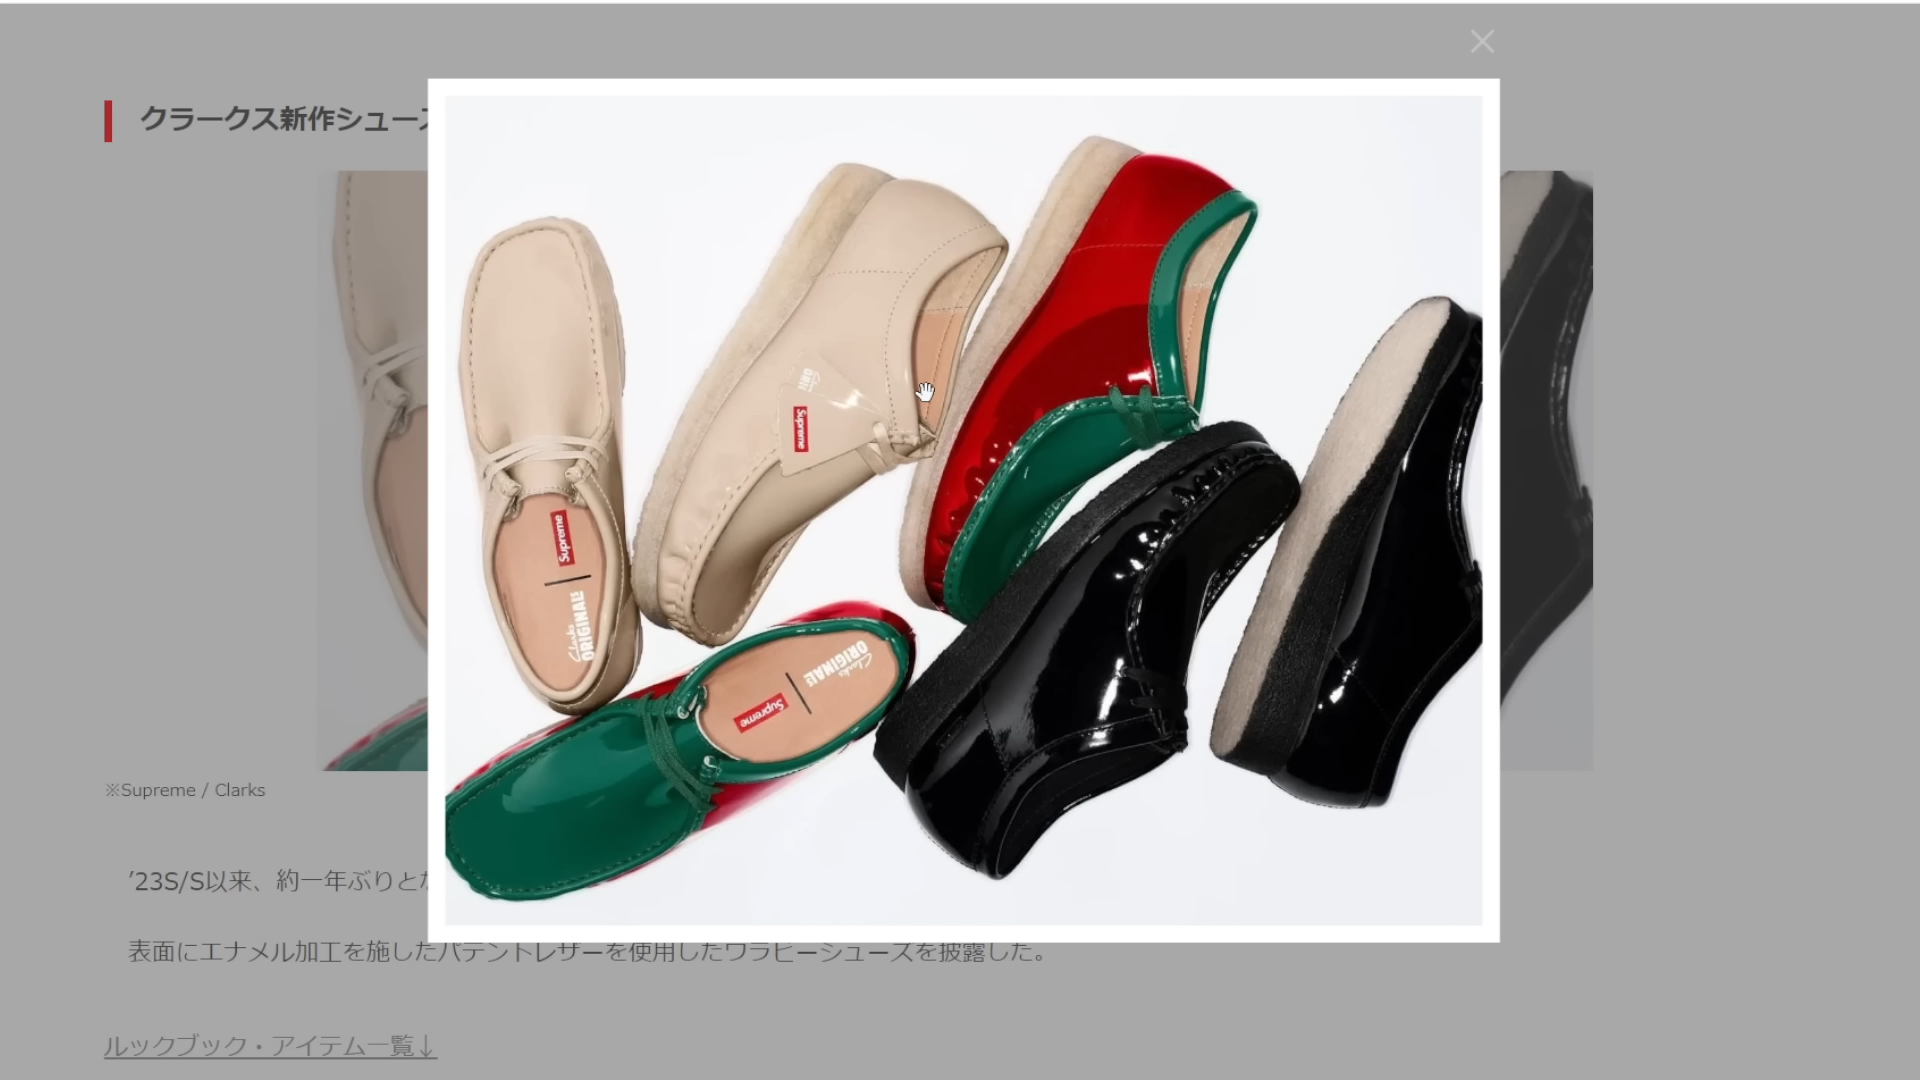 クラークス新作シューズ
Supreme
Supreme
Clarks
ORIGINALS
Clarks
ORIGINALS
Supreme
※Supreme / Clarks
’23S/S以来、約一年ぶりとな
表面にエナメル加工を施したパテントレザーを使用したワラビーシューズを披露した。
ルックブック・アイテム一覧↓